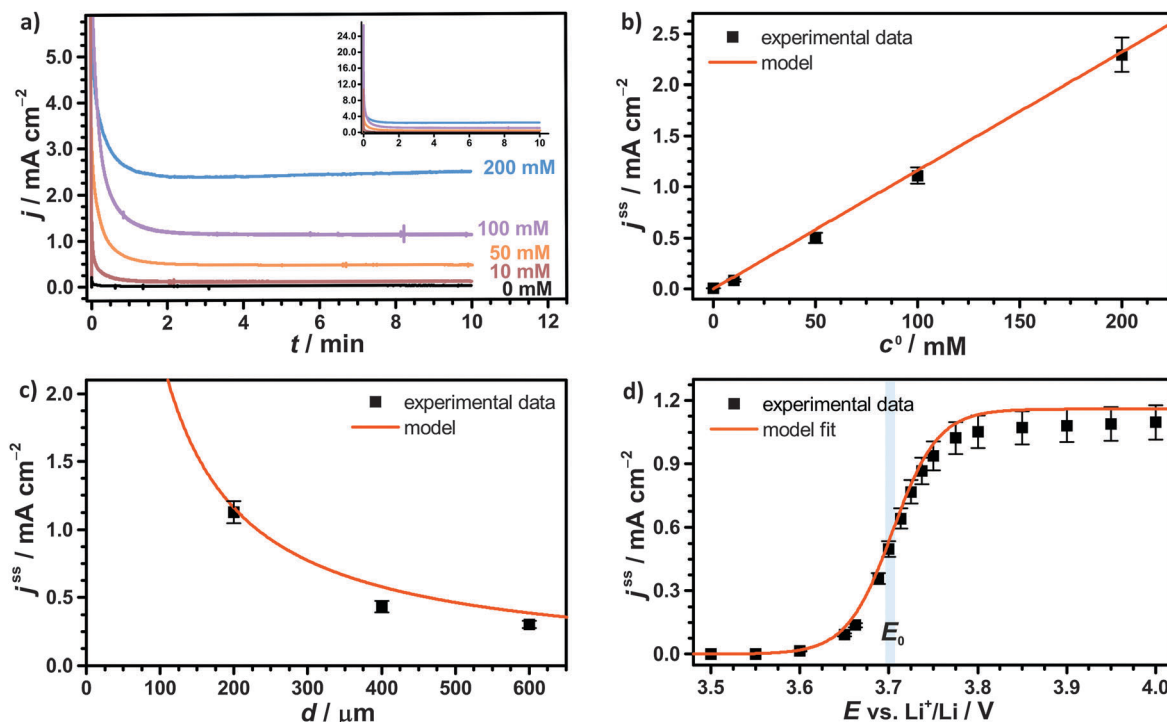 a)
5.0
4.0
3.0
2.0
1.0
0.0
j / mA cm⁻²
24.0
20.0
16.0
12.0
8.0
4.0
0.0
0 2 4 6 8 10
200 mM
100 mM
50 mM
10 mM
0 mM
0 2 4 6 8 10 12
t / min
b)
experimental data
model
2.5
2.0
1.5
1.0
0.5
0.0
jˢˢ / mA cm⁻²
0 50 100 150 200
c⁰ / mM
c)
experimental data
model
2.0
1.5
1.0
0.5
0.0
jˢˢ / mA cm⁻²
0 100 200 300 400 500 600
d / μm
d)
experimental data
model fit
1.2
0.9
0.6
0.3
0.0
jˢˢ / mA cm⁻²
E₀
3.5 3.6 3.7 3.8 3.9 4.0
E vs. Li⁺/Li / V